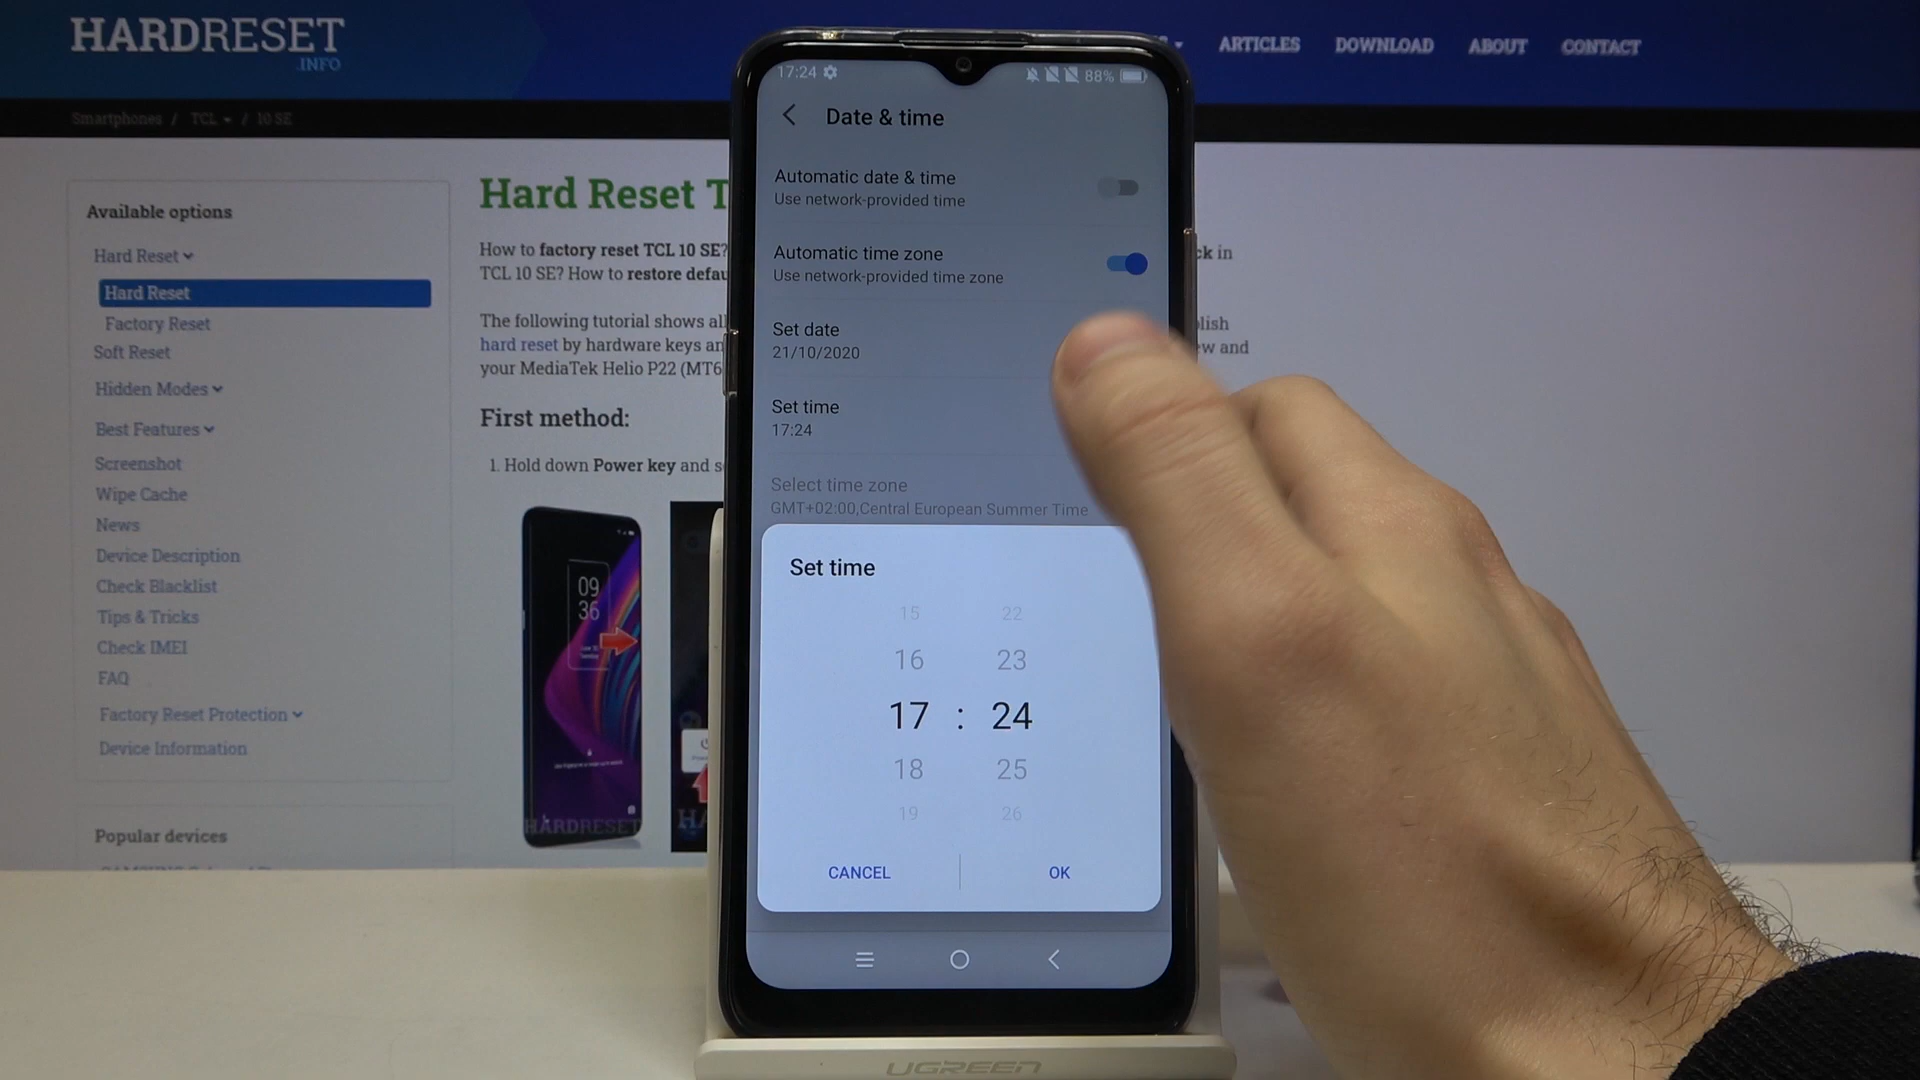 HARDRESET
.INFO
ARTICLES
DOWNLOAD
ABOUT
CONTACT
Smartphones / TCL / 10 SE
Available options
Hard Reset
Hard Reset
Factory Reset
Soft Reset
Hidden Modes
Best Features
Screenshot
Wipe Cache
News
Device Description
Check Blacklist
Tips & Tricks
Check IMEI
FAQ
Factory Reset Protection
Device Information
Popular devices
Hard Reset T
How to factory reset TCL 10 SE?
ck in
TCL 10 SE? How to restore defau
The following tutorial shows all
lish
hard reset by hardware keys an
ew and
your MediaTek Helio P22 (MT6
First method:
1. Hold down Power key and s
09
36
HARDRESET
17:24
88%
Date & time
Automatic date & time
Use network-provided time
Automatic time zone
Use network-provided time zone
Set date
21/10/2020
Set time
17:24
Select time zone
GMT+02:00,Central European Summer Time
Set time
15 22
16 23
17 : 24
18 25
19 26
CANCEL
OK
UGREEN